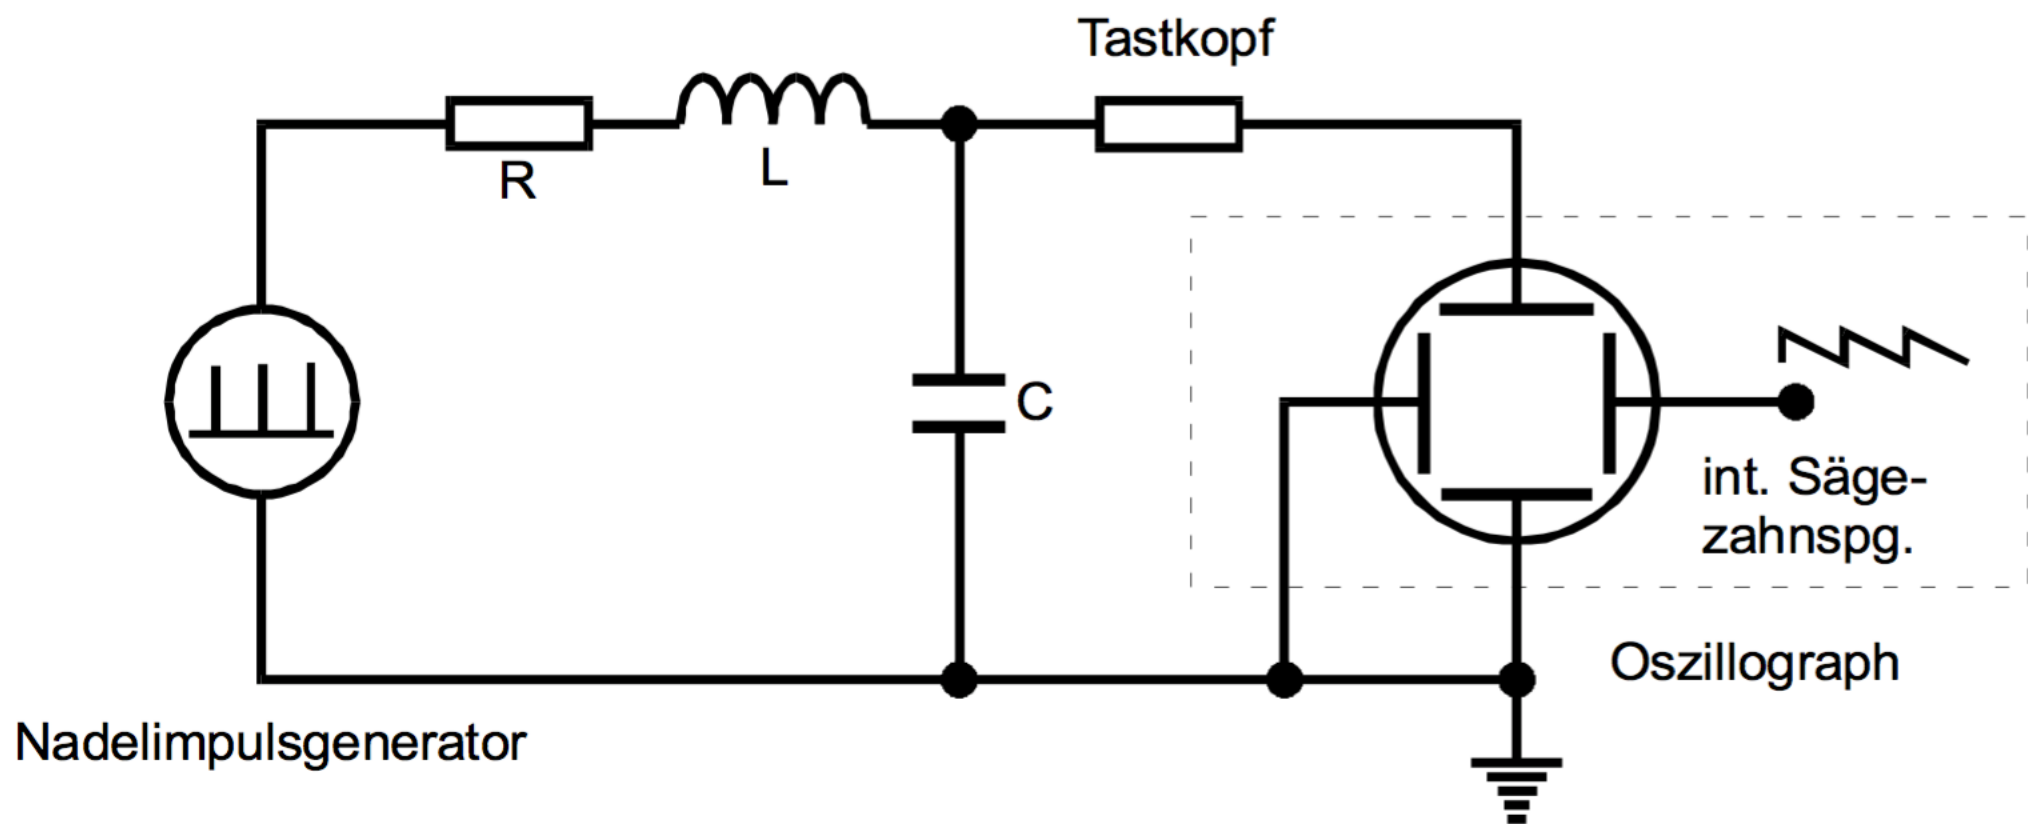 Tastkopf
R
L
C
int. Säge-
zahnspg.
Oszillograph
Nadelimpulsgenerator